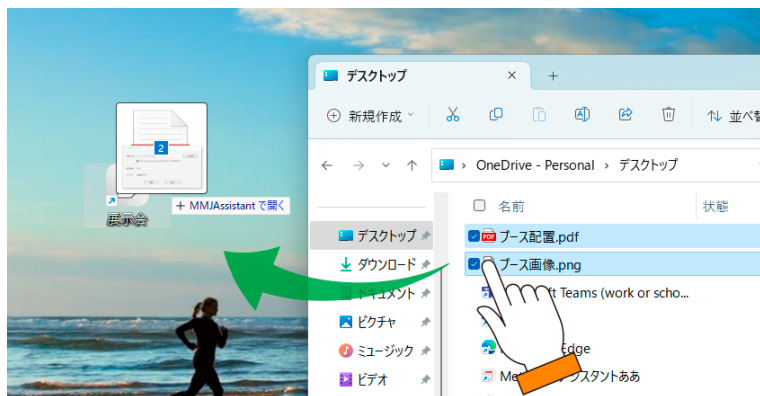 デスクトップ
新規作成
並べ替
OneDrive - Personal > デスクトップ
名前
状態
2
+ MMJAssistant で開く
展示会
デスクトップ
ブース配置.pdf
ダウンロード
ブース画像.png
ドキュメント
ft Teams (work or scho...
ピクチャ
ミュージック
Edge
ビデオ
Me
スタントああ